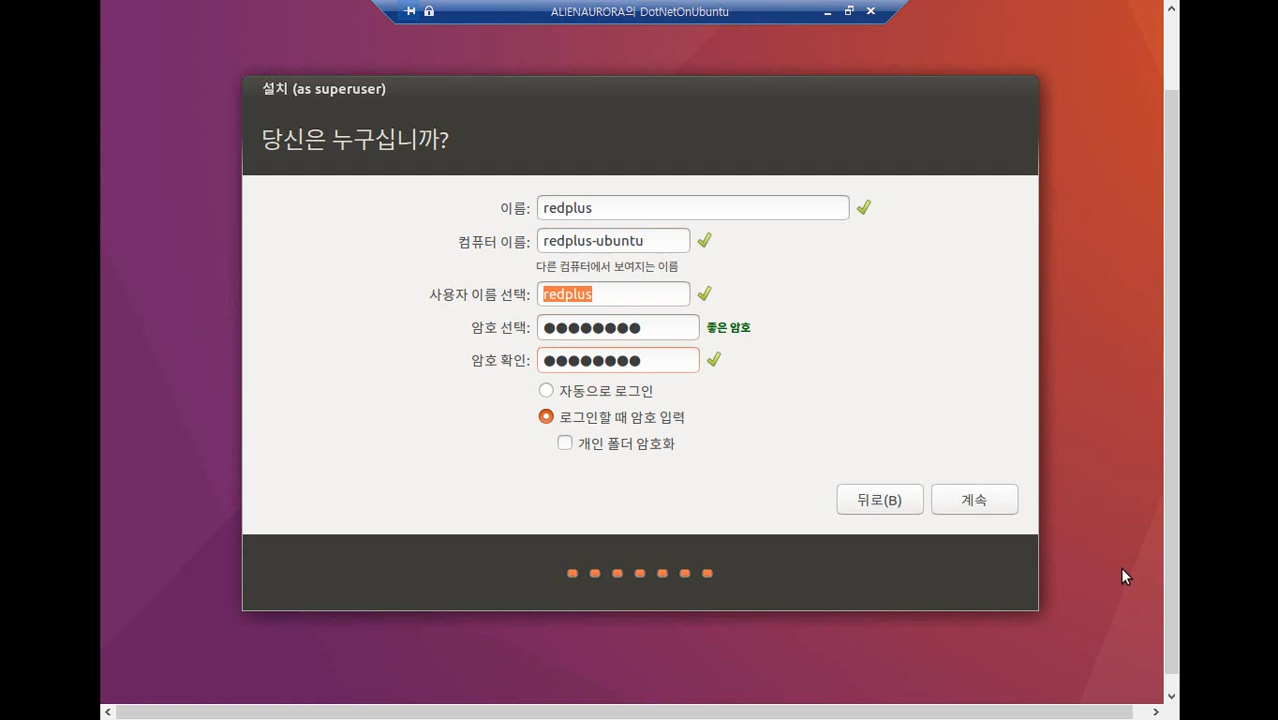 ALIENAURORA의 DotNetOnUbuntu
설치 (as superuser)
당신은 누구십니까?
이름: redplus
컴퓨터 이름: redplus-ubuntu
다른 컴퓨터에서 보여지는 이름
사용자 이름 선택: redplus
암호 선택: ●●●●●●●● 좋은 암호
암호 확인: ●●●●●●●●
자동으로 로그인
로그인할 때 암호 입력
개인 폴더 암호화
뒤로(B) 계속